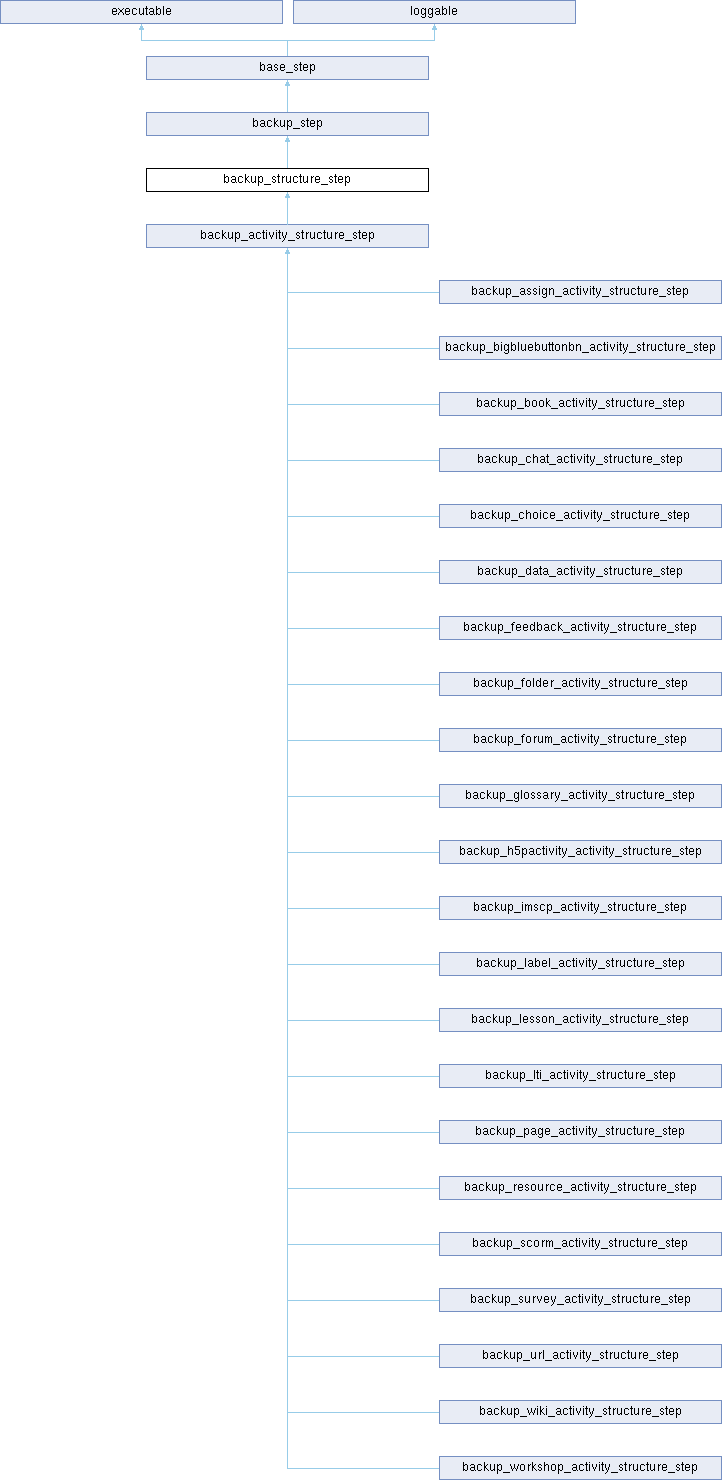 executable
loggable
base_step
backup_step
backup_structure_step
backup_activity_structure_step
backup_assign_activity_structure_step
backup_bigbluebuttonbn_activity_structure_step
backup_book_activity_structure_step
backup_chat_activity_structure_step
backup_choice_activity_structure_step
backup_data_activity_structure_step
backup_feedback_activity_structure_step
backup_folder_activity_structure_step
backup_forum_activity_structure_step
backup_glossary_activity_structure_step
backup_h5pactivity_activity_structure_step
backup_imscp_activity_structure_step
backup_label_activity_structure_step
backup_lesson_activity_structure_step
backup_lti_activity_structure_step
backup_page_activity_structure_step
backup_resource_activity_structure_step
backup_scorm_activity_structure_step
backup_survey_activity_structure_step
backup_url_activity_structure_step
backup_wiki_activity_structure_step
backup_workshop_activity_structure_step